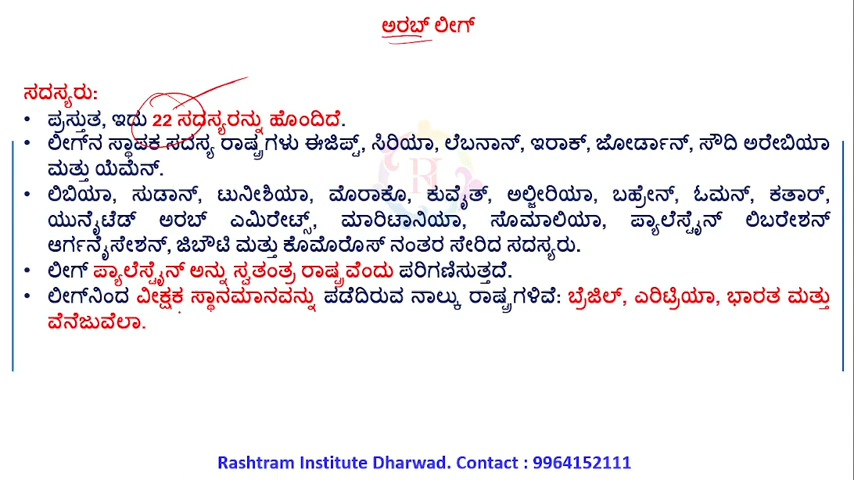 ಅರಬ್ ಲೀಗ್
ಸದಸ್ಯರು:
• ಪ್ರಸ್ತುತ, ಇದು 22 ಸದಸ್ಯರನ್ನು ಹೊಂದಿದೆ.
• ಲೀಗ್‌ನ ಸ್ಥಾಪಕ ಸದಸ್ಯ ರಾಷ್ಟ್ರಗಳು ಈಜಿಪ್ಟ್, ಸಿರಿಯಾ, ಲೆಬನಾನ್, ಇರಾಕ್, ಜೋರ್ಡಾನ್, ಸೌದಿ ಅರೇಬಿಯಾ
ಮತ್ತು ಯೆಮೆನ್.
• ಲಿಬಿಯಾ, ಸುಡಾನ್, ಟುನೀಶಿಯಾ, ಮೊರಾಕೊ, ಕುವೈತ್, ಅಲ್ಜೀರಿಯಾ, ಬಹ್ರೇನ್, ಓಮನ್, ಕತಾರ್,
ಯುನೈಟೆಡ್ ಅರಬ್ ಎಮಿರೇಟ್ಸ್, ಮಾರಿಟಾನಿಯಾ, ಸೊಮಾಲಿಯಾ, ಪ್ಯಾಲೆಸ್ಟೈನ್ ಲಿಬರೇಶನ್
ಆರ್ಗನೈಸೇಶನ್, ಜಿಬೌಟಿ ಮತ್ತು ಕೊಮೊರೊಸ್ ನಂತರ ಸೇರಿದ ಸದಸ್ಯರು.
• ಲೀಗ್ ಪ್ಯಾಲೆಸ್ಟೈನ್ ಅನ್ನು ಸ್ವತಂತ್ರ ರಾಷ್ಟ್ರವೆಂದು ಪರಿಗಣಿಸುತ್ತದೆ.
• ಲೀಗ್‌ನಿಂದ ವೀಕ್ಷಕ ಸ್ಥಾನಮಾನವನ್ನು ಪಡೆದಿರುವ ನಾಲ್ಕು ರಾಷ್ಟ್ರಗಳಿವೆ: ಬ್ರೆಜಿಲ್, ಎರಿಟ್ರಿಯಾ, ಭಾರತ ಮತ್ತು
ವೆನೆಜುವೆಲಾ.
Rashtram Institute Dharwad. Contact : 9964152111